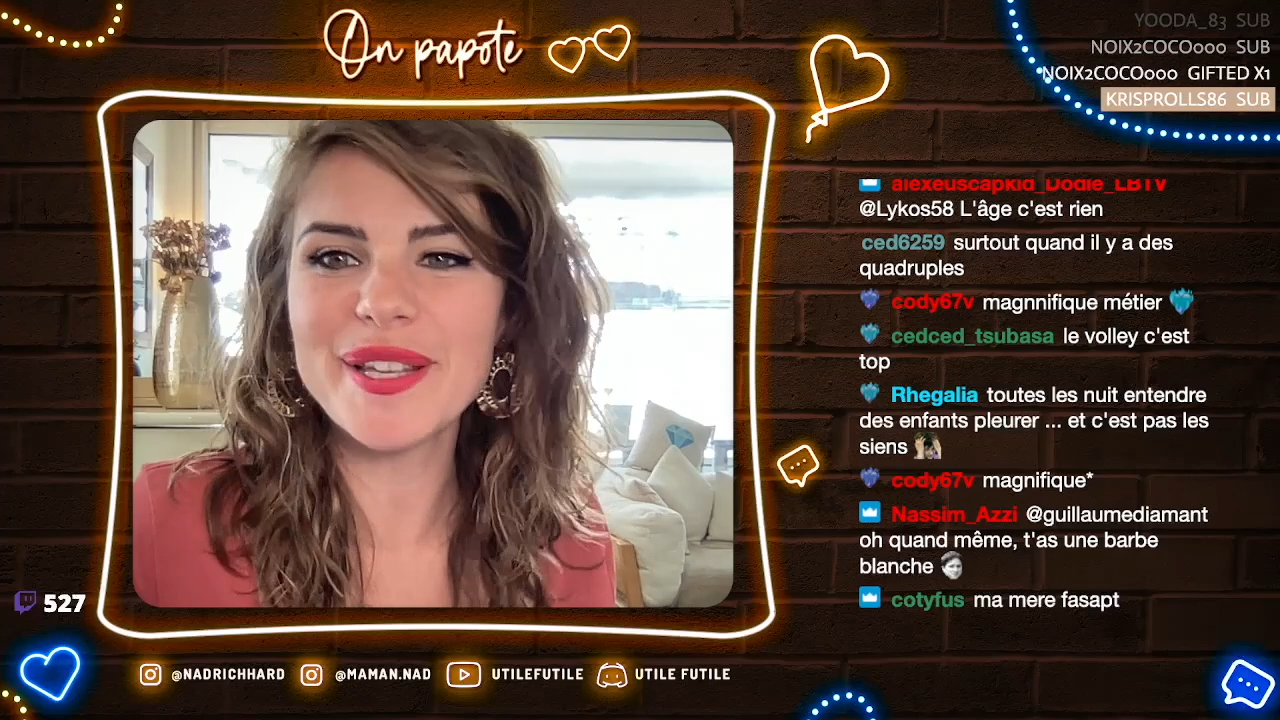 On papote
YOODA_83 SUB
NOIX2COCO000 SUB
NOIX2COCO000 GIFTED X1
KRISPROLLS86 SUB
alexeuscapkid_Dodie_LBTV
@Lykos58 L'âge c'est rien
ced6259 surtout quand il y a des
quadruples
cody67v magnnifique métier
cedced_tsubasa le volley c'est
top
Rhegalia toutes les nuit entendre
des enfants pleurer ... et c'est pas les
siens
cody67v magnifique*
Nassim_Azzi @guillaumediamant
oh quand même, t'as une barbe
blanche
cotyfus ma mere fasapt
527
@NADRICHHARD @MAMAN.NAD UTILEFUTILE UTILE FUTILE